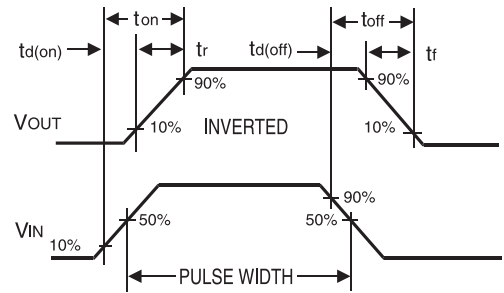 ton toff
td(on) tr td(off) tf
90% 90%
VOUT 10% INVERTED 10%
90%
50% 50%
VIN 10%
PULSE WIDTH